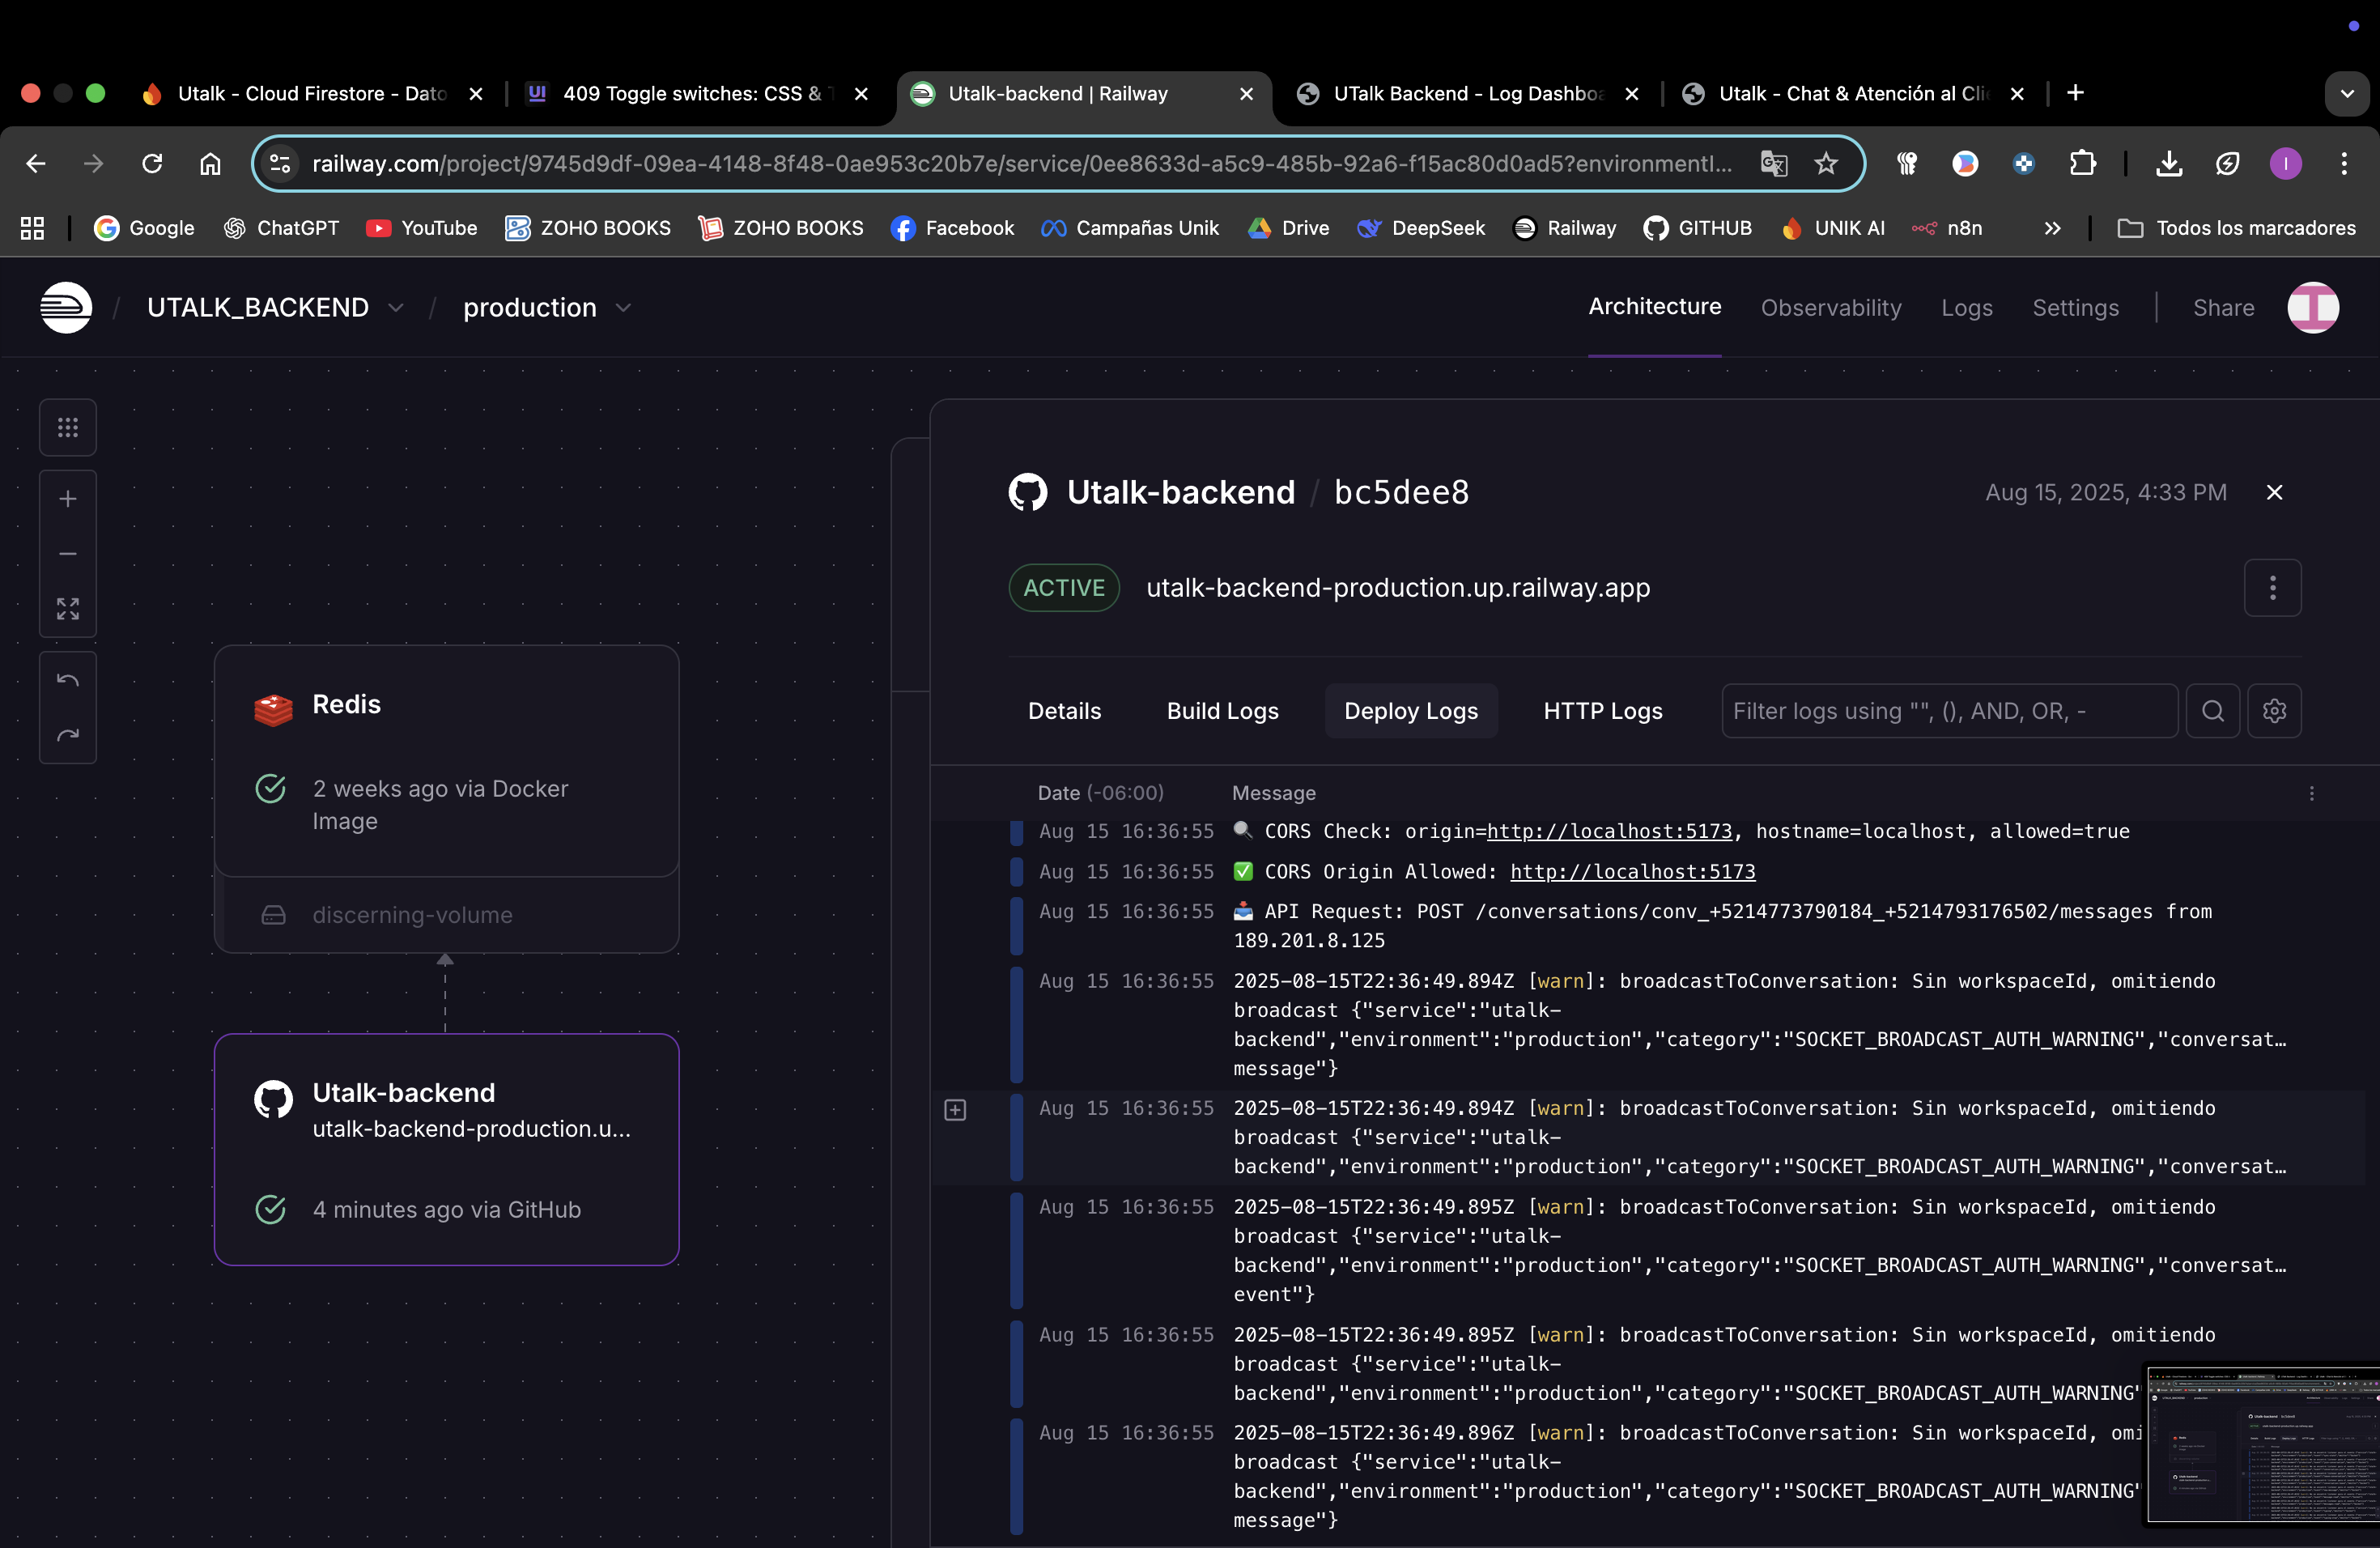 Utalk - Cloud Firestore - Dato
UI
409 Toggle switches: CSS & T
Utalk-backend | Railway
UTalk Backend - Log Dashboa
Utalk - Chat & Atención al Clie
railway.com/project/9745d9df-09ea-4148-8f48-0ae953c20b7e/service/0ee8633d-a5c9-485b-92a6-f15ac80d0ad5?environmentI...
I
Google
ChatGPT
YouTube
ZOHO BOOKS
ZOHO BOOKS
Facebook
Campañas Unik
Drive
DeepSeek
Railway
GITHUB
UNIK AI
n8n
Todos los marcadores
/ UTALK_BACKEND / production
Architecture
Observability
Logs
Settings
Share
Redis
2 weeks ago via Docker
Image
discerning-volume
Utalk-backend
utalk-backend-production.u...
4 minutes ago via GitHub
Utalk-backend / bc5dee8
Aug 15, 2025, 4:33 PM
ACTIVE
utalk-backend-production.up.railway.app
Details
Build Logs
Deploy Logs
HTTP Logs
Filter logs using "", (), AND, OR, -
Date (-06:00)
Message
Aug 15 16:36:55 🔍 CORS Check: origin=http://localhost:5173, hostname=localhost, allowed=true
Aug 15 16:36:55 ✅ CORS Origin Allowed: http://localhost:5173
Aug 15 16:36:55 📥 API Request: POST /conversations/conv_+5214773790184_+5214793176502/messages from
189.201.8.125
Aug 15 16:36:55 2025-08-15T22:36:49.894Z [warn]: broadcastToConversation: Sin workspaceId, omitiendo
broadcast {"service":"utalk-
backend","environment":"production","category":"SOCKET_BROADCAST_AUTH_WARNING","conversat…
message"}
Aug 15 16:36:55 2025-08-15T22:36:49.894Z [warn]: broadcastToConversation: Sin workspaceId, omitiendo
broadcast {"service":"utalk-
backend","environment":"production","category":"SOCKET_BROADCAST_AUTH_WARNING","conversat…
Aug 15 16:36:55 2025-08-15T22:36:49.895Z [warn]: broadcastToConversation: Sin workspaceId, omitiendo
broadcast {"service":"utalk-
backend","environment":"production","category":"SOCKET_BROADCAST_AUTH_WARNING","conversat…
event"}
Aug 15 16:36:55 2025-08-15T22:36:49.895Z [warn]: broadcastToConversation: Sin workspaceId, omitiendo
broadcast {"service":"utalk-
backend","environment":"production","category":"SOCKET_BROADCAST_AUTH_WARNING"
Aug 15 16:36:55 2025-08-15T22:36:49.896Z [warn]: broadcastToConversation: Sin workspaceId, omi
broadcast {"service":"utalk-
backend","environment":"production","category":"SOCKET_BROADCAST_AUTH_WARNING"
message"}